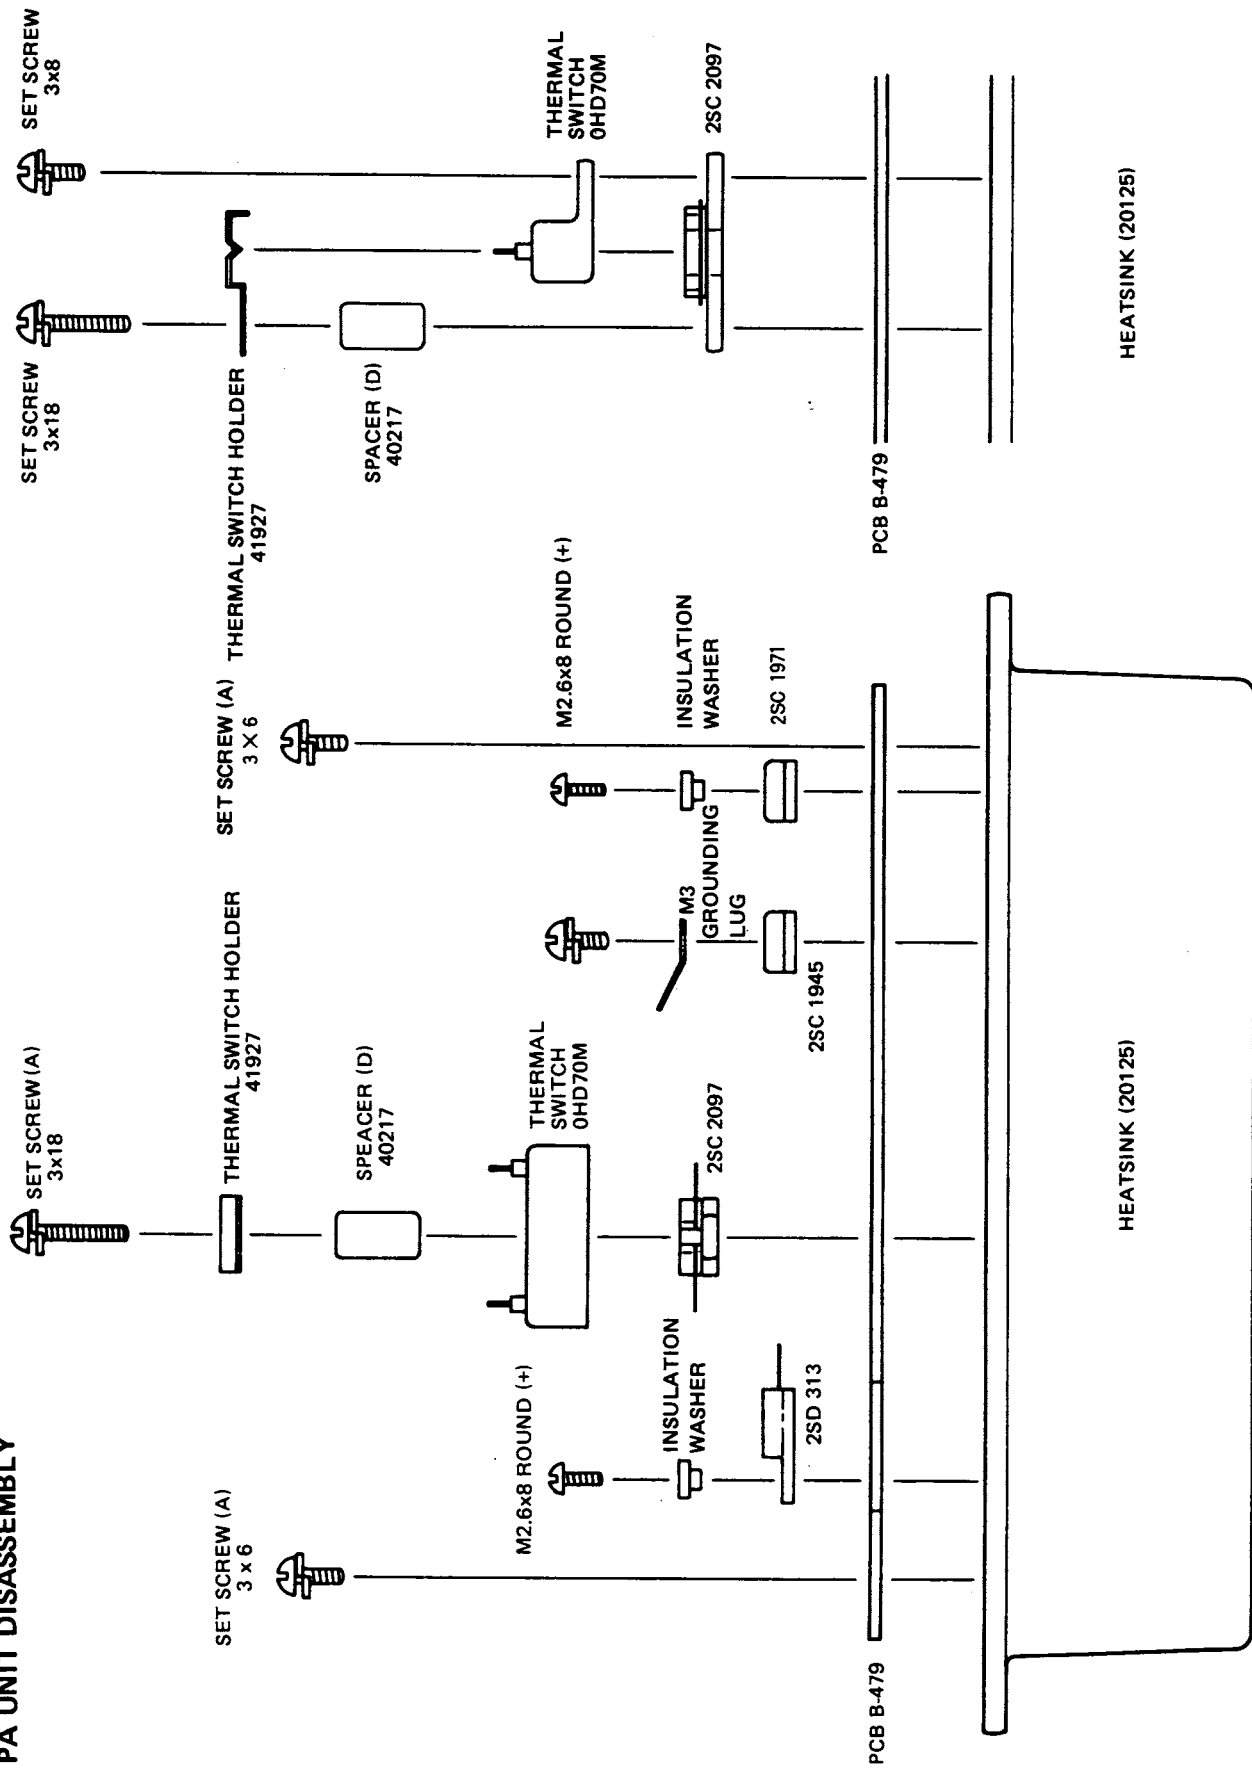 PA UNIT DISASSEMBLY
SET SCREW (A)
3 x 6
M2.6x8 ROUND (+)
INSULATION
WASHER
2SD 313
PCB B-479
SET SCREW (A)
3x18
THERMAL SWITCH HOLDER
41927
SPEACER (D)
40217
THERMAL
SWITCH
0HD70M
2SC 2097
HEATSINK (20125)
M3
GROUNDING
LUG
2SC 1945
SET SCREW (A)
3 X 6
M2.6x8 ROUND (+)
INSULATION
WASHER
2SC 1971
SET SCREW
3x18
THERMAL SWITCH HOLDER
41927
SPACER (D)
40217
PCB B-479
SET SCREW
3x8
THERMAL
SWITCH
0HD70M
2SC 2097
HEATSINK (20125)